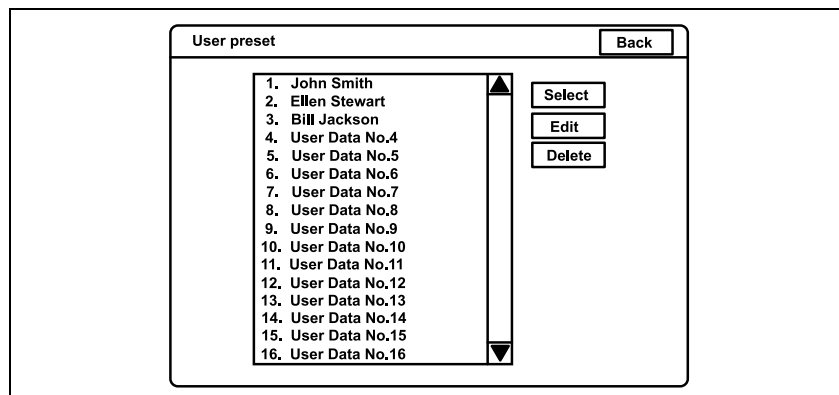 User preset
Back
1. John Smith
2. Ellen Stewart
3. Bill Jackson
4. User Data No.4
5. User Data No.5
6. User Data No.6
7. User Data No.7
8. User Data No.8
9. User Data No.9
10. User Data No.10
11. User Data No.11
12. User Data No.12
13. User Data No.13
14. User Data No.14
15. User Data No.15
16. User Data No.16
Select
Edit
Delete